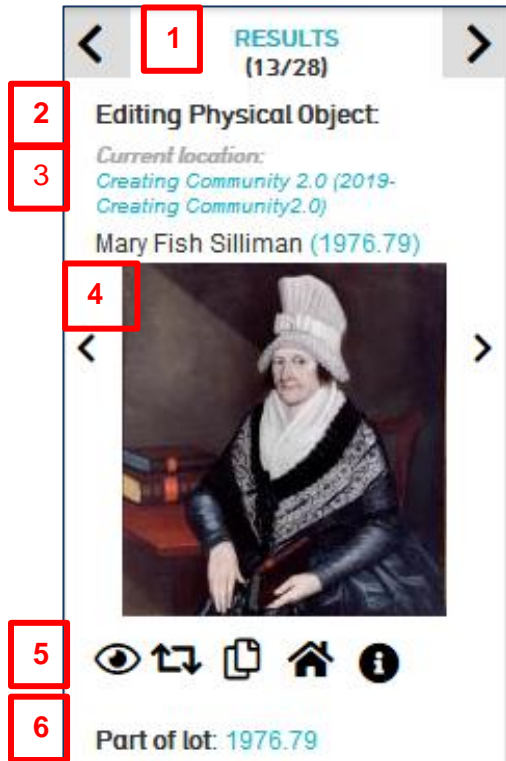 1
RESULTS
(13/28)
2
Editing Physical Object:
3
Current location:
Creating Community 2.0 (2019-
Creating Community2.0)
Mary Fish Silliman (1976.79)
4
5
6
Part of lot: 1976.79